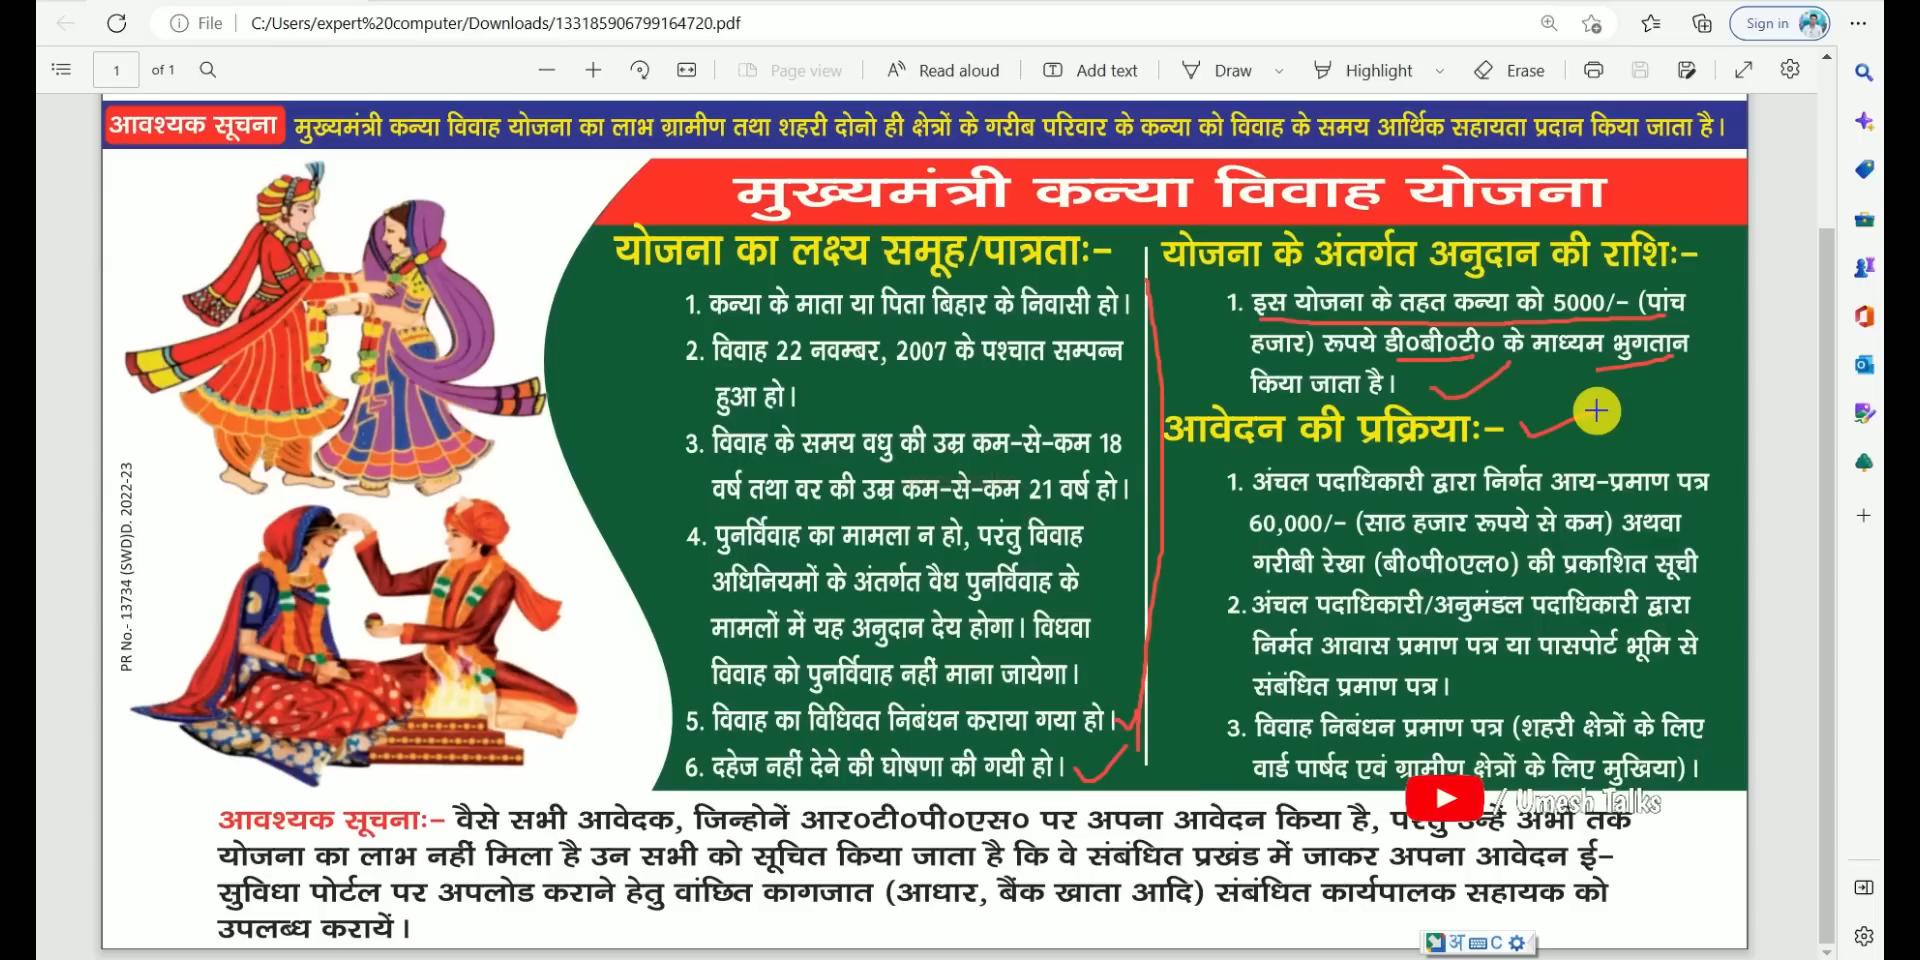 File C:/Users/expert%20computer/Downloads/133185906799164720.pdf Sign in
1 of 1 Page view Read aloud Add text Draw Highlight Erase
आवश्यक सूचना मुख्यमंत्री कन्या विवाह योजना का लाभ ग्रामीण तथा शहरी दोनो ही क्षेत्रों के गरीब परिवार के कन्या को विवाह के समय आर्थिक सहायता प्रदान किया जाता है।
मुख्यमंत्री कन्या विवाह योजना
योजना का लक्ष्य समूह/पात्रताः-
1. कन्या के माता या पिता बिहार के निवासी हो।
2. विवाह 22 नवम्बर, 2007 के पश्चात सम्पन्न
हुआ हो।
3. विवाह के समय वधु की उम्र कम-से-कम 18
वर्ष तथा वर की उम्र कम-से-कम 21 वर्ष हो।
4. पुनर्विवाह का मामला न हो, परंतु विवाह
अधिनियमों के अंतर्गत वैध पुनर्विवाह के
मामलों में यह अनुदान देय होगा। विधवा
विवाह को पुनर्विवाह नहीं माना जायेगा।
5. विवाह का विधिवत निबंधन कराया गया हो।
6. दहेज नहीं देने की घोषणा की गयी हो।
योजना के अंतर्गत अनुदान की राशिः-
1. इस योजना के तहत कन्या को 5000/- (पांच
हजार) रूपये डी०बी०टी० के माध्यम भुगतान
किया जाता है।
आवेदन की प्रक्रियाः-
1. अंचल पदाधिकारी द्वारा निर्गत आय-प्रमाण पत्र
60,000/- (साठ हजार रूपये से कम) अथवा
गरीबी रेखा (बी०पी०एल०) की प्रकाशित सूची
2. अंचल पदाधिकारी/अनुमंडल पदाधिकारी द्वारा
निर्मत आवास प्रमाण पत्र या पासपोर्ट भूमि से
संबंधित प्रमाण पत्र।
3. विवाह निबंधन प्रमाण पत्र (शहरी क्षेत्रों के लिए
वार्ड पार्षद एवं ग्रामीण क्षेत्रों के लिए मुखिया)।
PR No.- 13734 (SWD)D. 2022-23
/ Umesh Talks
आवश्यक सूचनाः- वैसे सभी आवेदक, जिन्होनें आर०टी०पी०एस० पर अपना आवेदन किया है, परंतु उन्हें अभी तक
योजना का लाभ नहीं मिला है उन सभी को सूचित किया जाता है कि वे संबंधित प्रखंड में जाकर अपना आवेदन ई-
सुविधा पोर्टल पर अपलोड कराने हेतु वांछित कागजात (आधार, बैंक खाता आदि) संबंधित कार्यपालक सहायक को
उपलब्ध करायें।
अ C